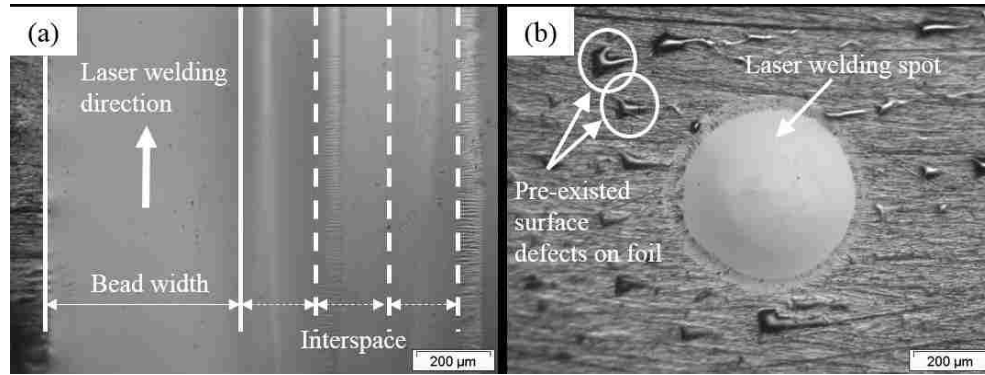 (a)
Laser welding
direction
Bead width
Interspace
200 μm
(b)
Laser welding spot
Pre-existed
surface
defects on foil
200 μm